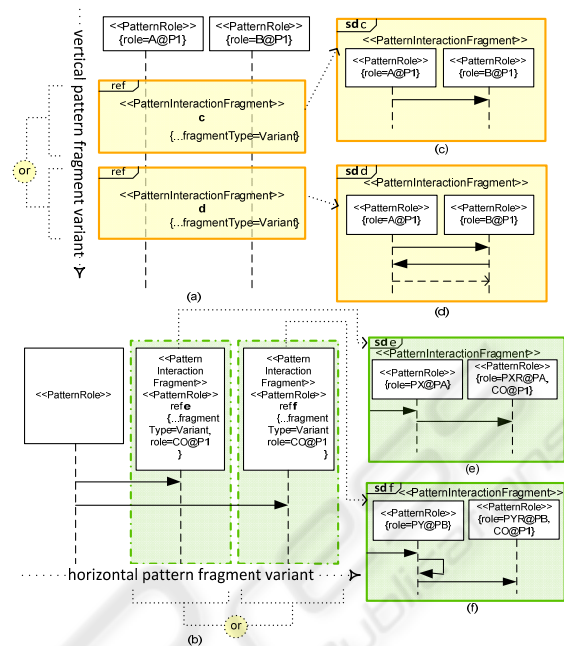 vertical pattern fragment variant
or
<<PatternRole>>
{role=A@P1}
<<PatternRole>>
{role=B@P1}
ref
<<PatternInteractionFragment>>
c
{...fragmentType=Variant}
ref
<<PatternInteractionFragment>>
d
{...fragmentType=Variant}
(a)
sd c
<<PatternInteractionFragment>>
<<PatternRole>>
{role=A@P1}
<<PatternRole>>
{role=B@P1}
(c)
sd d
<<PatternInteractionFragment>>
<<PatternRole>>
{role=A@P1}
<<PatternRole>>
{role=B@P1}
(d)
<<PatternRole>>
<<Pattern
Interaction
Fragment>>
<<PatternRole>>
ref e
{...fragment
Type=Variant,
role=CO@P1
}
<<Pattern
Interaction
Fragment>>
<<PatternRole>>
ref f
{...fragment
Type=Variant
role=CO@P1
}
horizontal pattern fragment variant
or
(b)
sd e
<<PatternInteractionFragment>>
<<PatternRole>>
{role=PX@PA}
<<PatternRole>>
{role=PXR@PA,
CO@P1}
(e)
sd f
<<PatternInteractionFragment>>
<<PatternRole>>
{role=PY@PB}
<<PatternRole>>
{role=PYR@PB,
CO@P1}
(f)